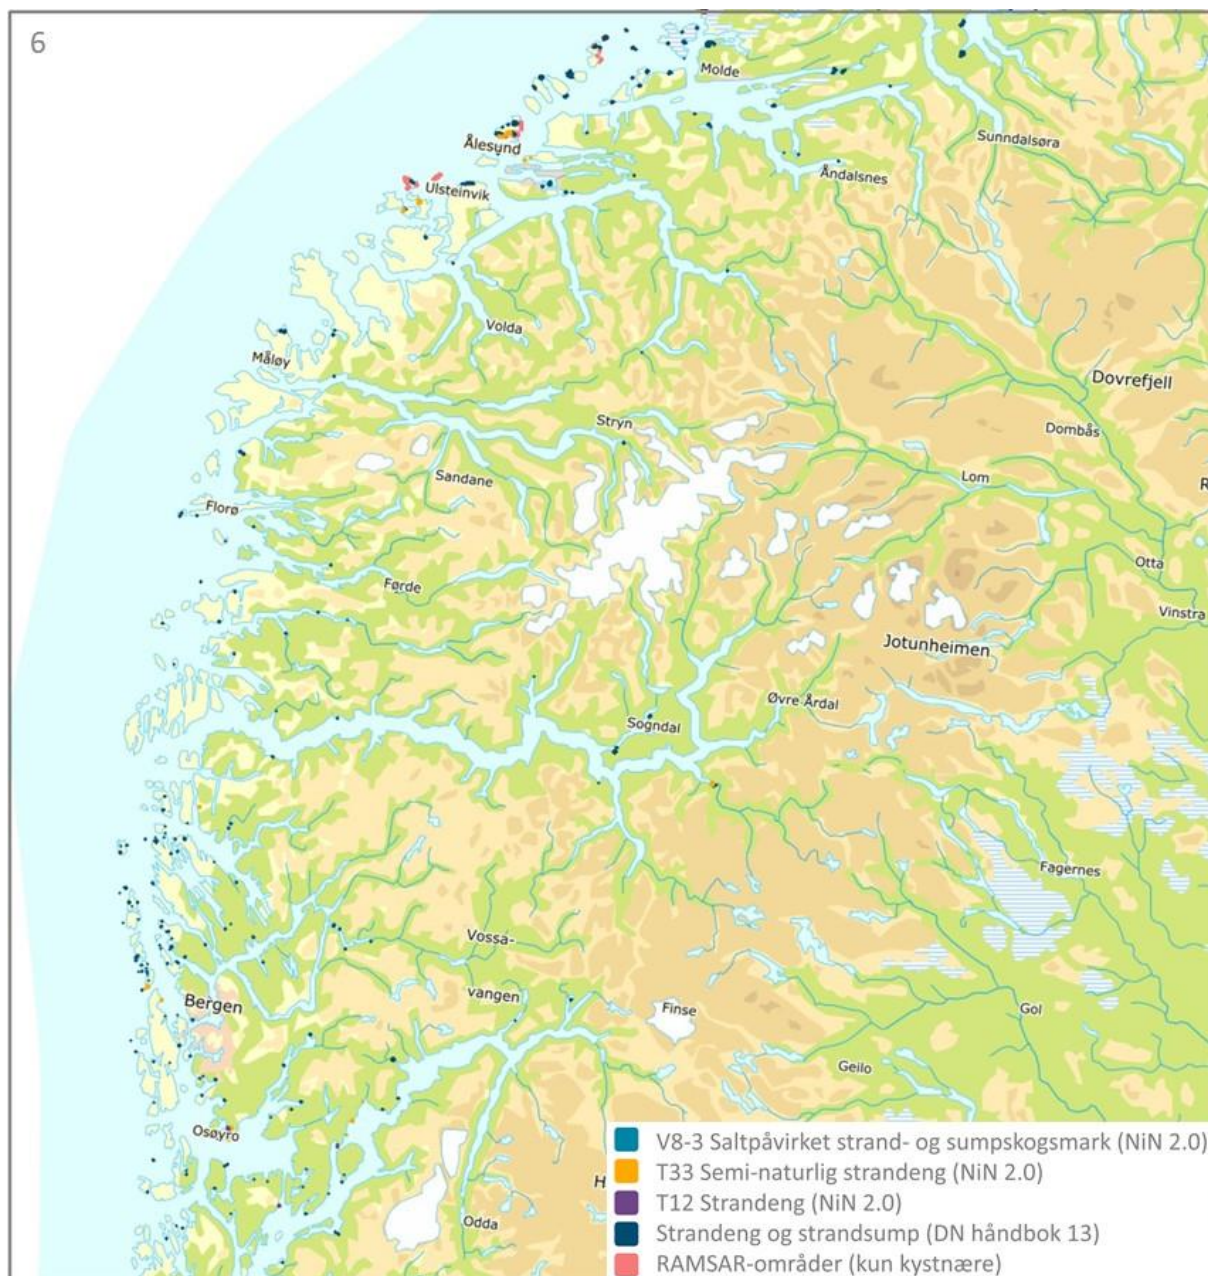 6
Molde
Sunndalsøra
Ålesund
Åndalsnes
Ulsteinvik
Volda
Måløy
Dovrefjell
Stryn
Dombås
Sandane
Lom
R
Florø
Otta
Førde
Vinstra
Jotunheimen
Øvre Årdal
Sogndal
Fagernes
Vossa-
vangen
Bergen
Finse
Gol
Geilo
Osøyro
H
Odda
V8-3 Saltpåvirket strand- og sumpskogsmark (NiN 2.0)
T33 Semi-naturlig strandeng (NiN 2.0)
T12 Strandeng (NiN 2.0)
Strandeng og strandsump (DN håndbok 13)
RAMSAR-områder (kun kystnære)